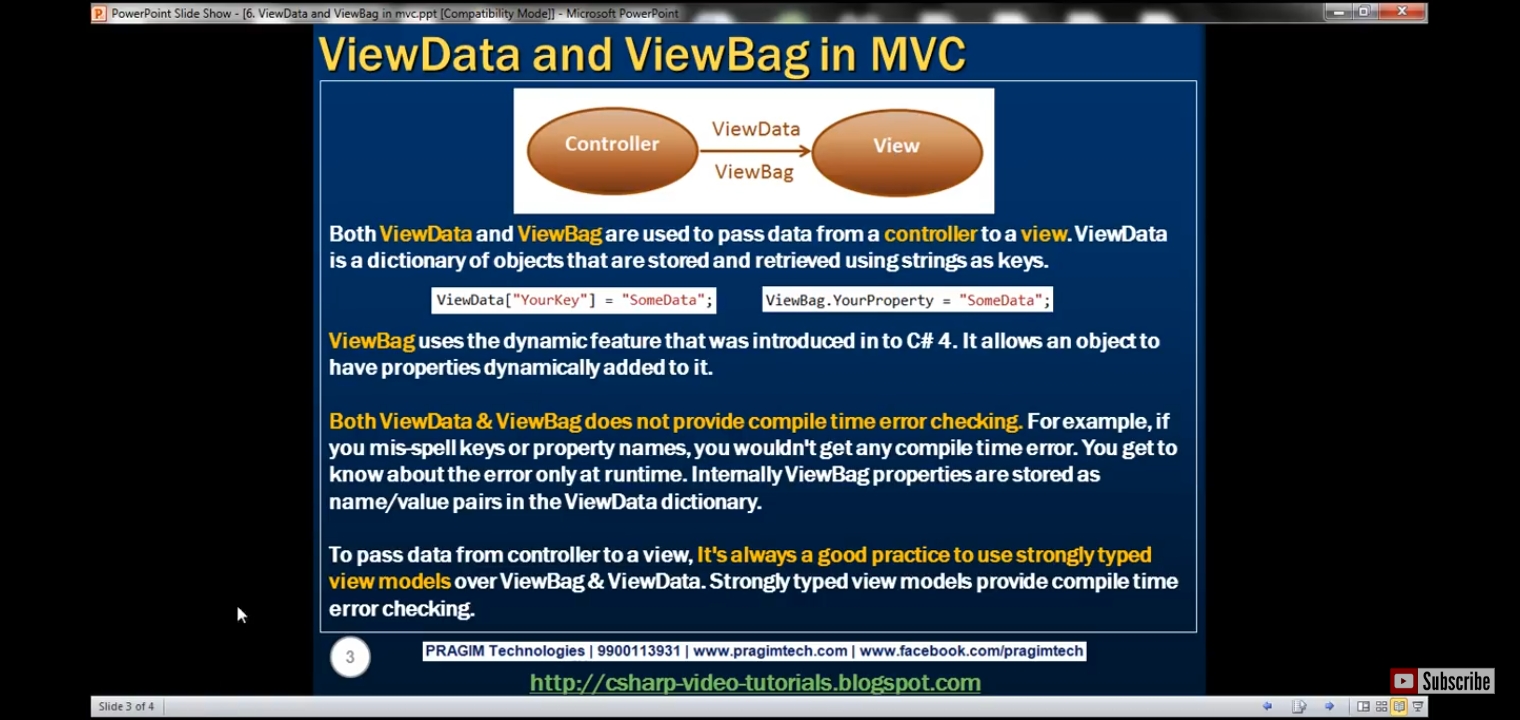 PowerPoint Slide Show - [6. ViewData and ViewBag in mvc.ppt [Compatibility Mode]] - Microsoft PowerPoint
ViewData and ViewBag in MVC
Controller
ViewData
ViewBag
View
Both ViewData and ViewBag are used to pass data from a controller to a view. ViewData
is a dictionary of objects that are stored and retrieved using strings as keys.
ViewData["YourKey"] = "SomeData";
ViewBag.YourProperty = "SomeData";
ViewBag uses the dynamic feature that was introduced in to C# 4. It allows an object to
have properties dynamically added to it.
Both ViewData & ViewBag does not provide compile time error checking. For example, if
you mis-spell keys or property names, you wouldn't get any compile time error. You get to
know about the error only at runtime. Internally ViewBag properties are stored as
name/value pairs in the ViewData dictionary.
To pass data from controller to a view, It's always a good practice to use strongly typed
view models over ViewBag & ViewData. Strongly typed view models provide compile time
error checking.
3
PRAGIM Technologies | 9900113931 | www.pragimtech.com | www.facebook.com/pragimtech
http://csharp-video-tutorials.blogspot.com
Subscribe
Slide 3 of 4